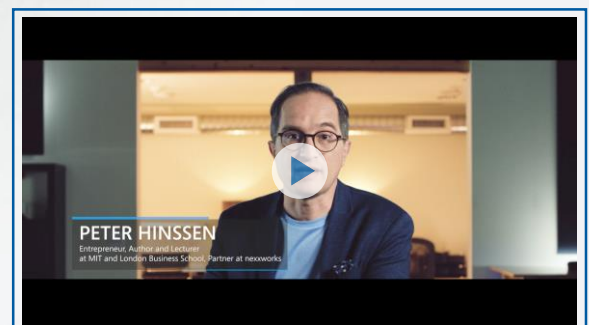 PETER HINSSEN
Entrepreneur, Author and Lecturer
at MIT and London Business School, Partner at nexxworks